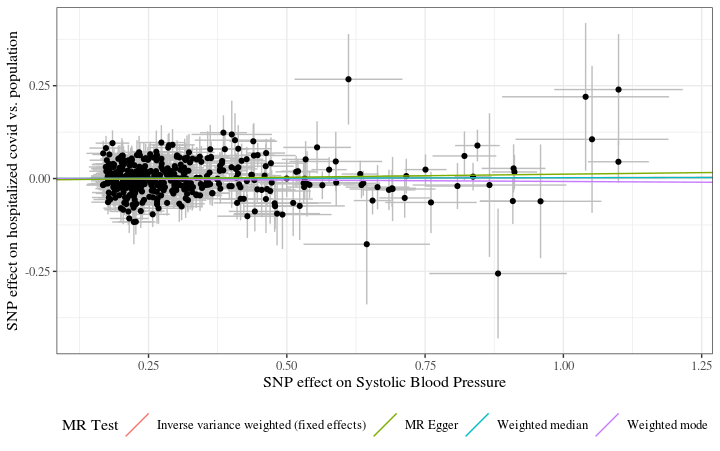 SNP effect on hospitalized covid vs. population
0.25
0.00
-0.25
0.25
0.50
0.75
1.00
1.25
SNP effect on Systolic Blood Pressure
MR Test
Inverse variance weighted (fixed effects)
MR Egger
Weighted median
Weighted mode